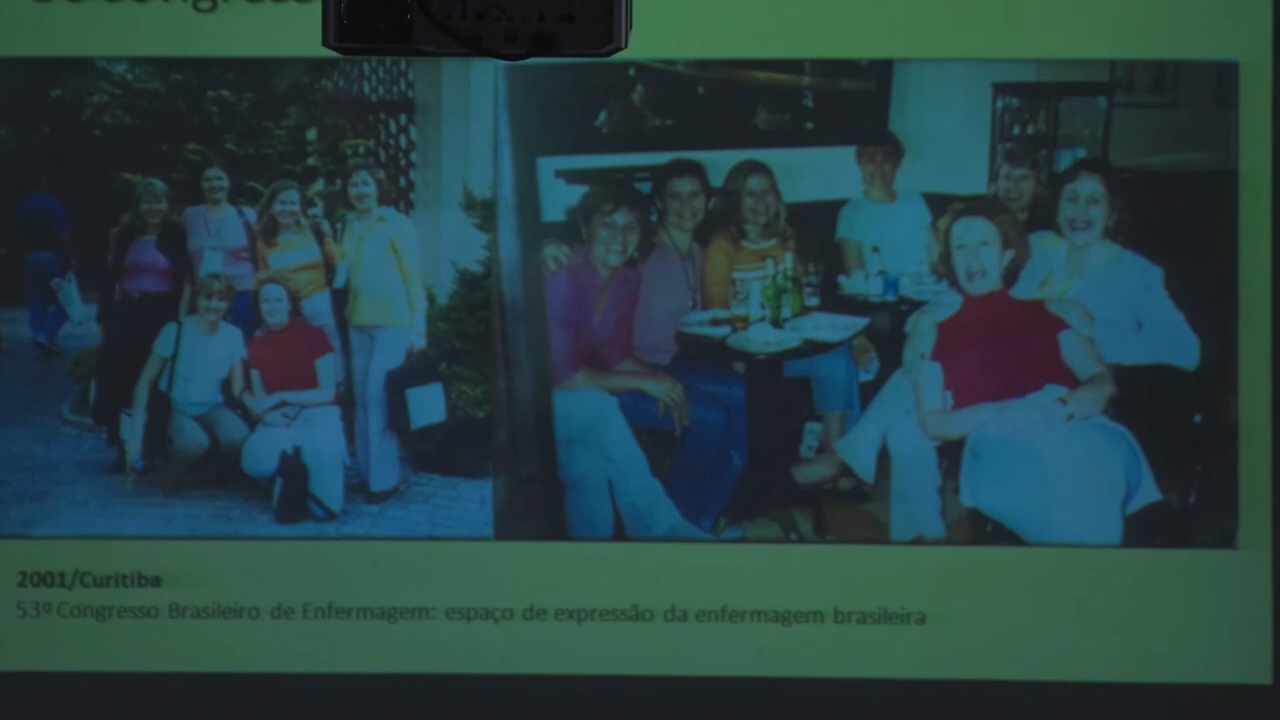 2001/Curitiba
53º Congresso Brasileiro de Enfermagem: espaço de expressão da enfermagem brasileira